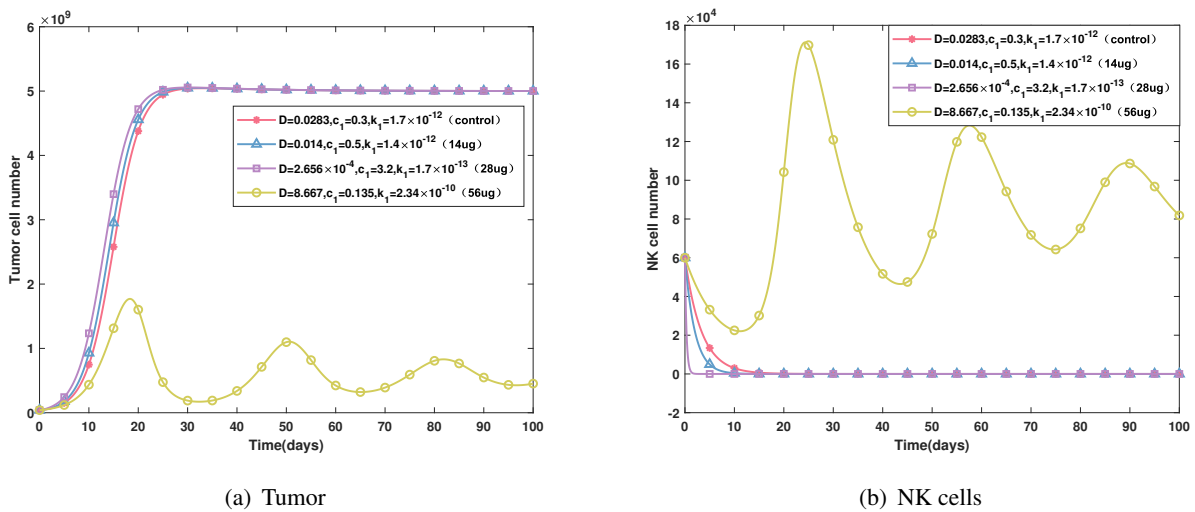 ×10⁹
6
5
4
3
2
1
0
Tumor cell number
D=0.0283,c₁=0.3,k₁=1.7×10⁻¹²（control）
D=0.014,c₁=0.5,k₁=1.4×10⁻¹²（14ug）
D=2.656×10⁻⁴,c₁=3.2,k₁=1.7×10⁻¹³（28ug）
D=8.667,c₁=0.135,k₁=2.34×10⁻¹⁰（56ug）
0 10 20 30 40 50 60 70 80 90 100
Time(days)
(a) Tumor
×10⁴
18
16
14
12
10
8
6
4
2
0
-2
NK cell number
D=0.0283,c₁=0.3,k₁=1.7×10⁻¹²（control）
D=0.014,c₁=0.5,k₁=1.4×10⁻¹²（14ug）
D=2.656×10⁻⁴,c₁=3.2,k₁=1.7×10⁻¹³（28ug）
D=8.667,c₁=0.135,k₁=2.34×10⁻¹⁰（56ug）
0 10 20 30 40 50 60 70 80 90 100
Time(days)
(b) NK cells